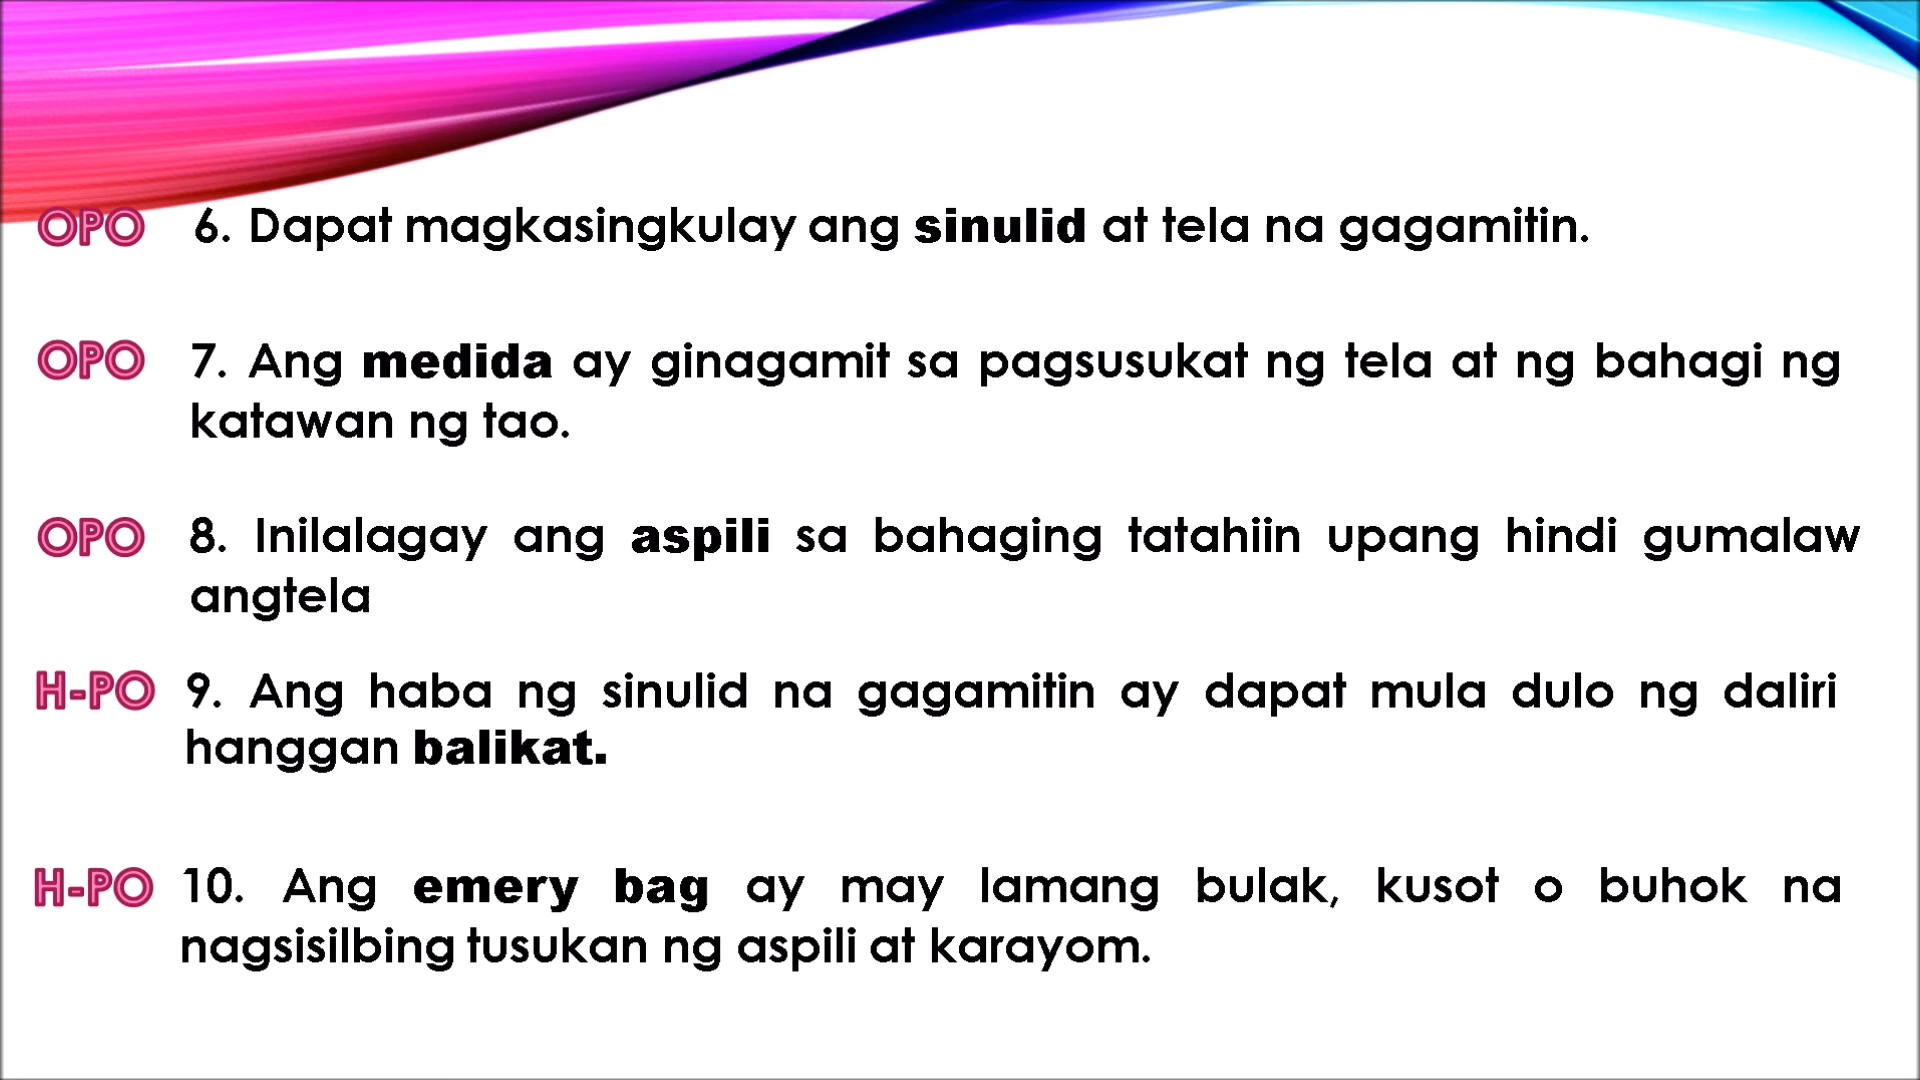 OPO 6. Dapat magkasingkulay ang sinulid at tela na gagamitin.
OPO 7. Ang medida ay ginagamit sa pagsusukat ng tela at ng bahagi ng
katawan ng tao.
OPO 8. Inilalagay ang aspili sa bahaging tatahiin upang hindi gumalaw
angtela
H-PO 9. Ang haba ng sinulid na gagamitin ay dapat mula dulo ng daliri
hanggan balikat.
H-PO 10. Ang emery bag ay may lamang bulak, kusot o buhok na
nagsisilbing tusukan ng aspili at karayom.